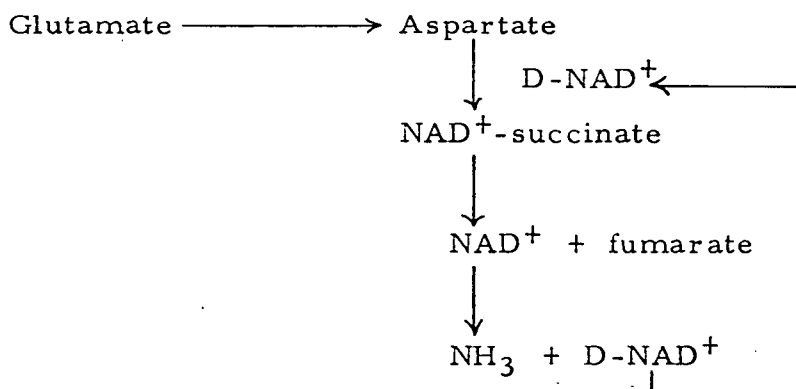 Glutamate → Aspartate
D-NAD⁺
NAD⁺-succinate
NAD⁺ + fumarate
NH₃ + D-NAD⁺